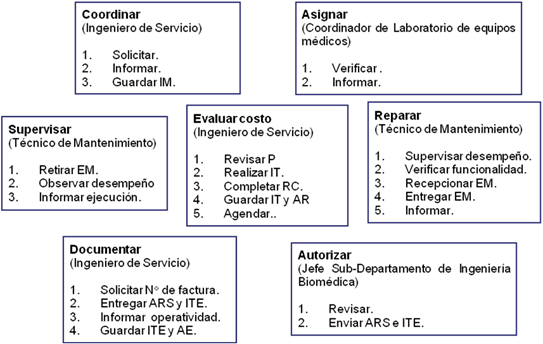 Coordinar
(Ingeniero de Servicio)
1. Solicitar.
2. Informar.
3. Guardar IM.
Asignar
(Coordinador de Laboratorio de equipos
médicos)
1. Verificar .
2. Informar.
Supervisar
(Técnico de Mantenimiento)
1. Retirar EM.
2. Observar desempeño
3. Informar ejecución.
Evaluar costo
(Ingeniero de Servicio)
1. Revisar P
2. Realizar IT.
3. Completar RC.
4. Guardar IT y AR
5. Agendar..
Reparar
(Técnico de Mantenimiento)
1. Supervisar desempeño.
2. Verificar funcionalidad.
3. Recepcionar EM.
4. Entregar EM.
5. Informar.
Documentar
(Ingeniero de Servicio)
1. Solicitar Nº de factura.
2. Entregar ARS y ITE.
3. Informar operatividad.
4. Guardar ITE y AE.
Autorizar
(Jefe Sub-Departamento de Ingeniería
Biomédica)
1. Revisar.
2. Enviar ARS e ITE.